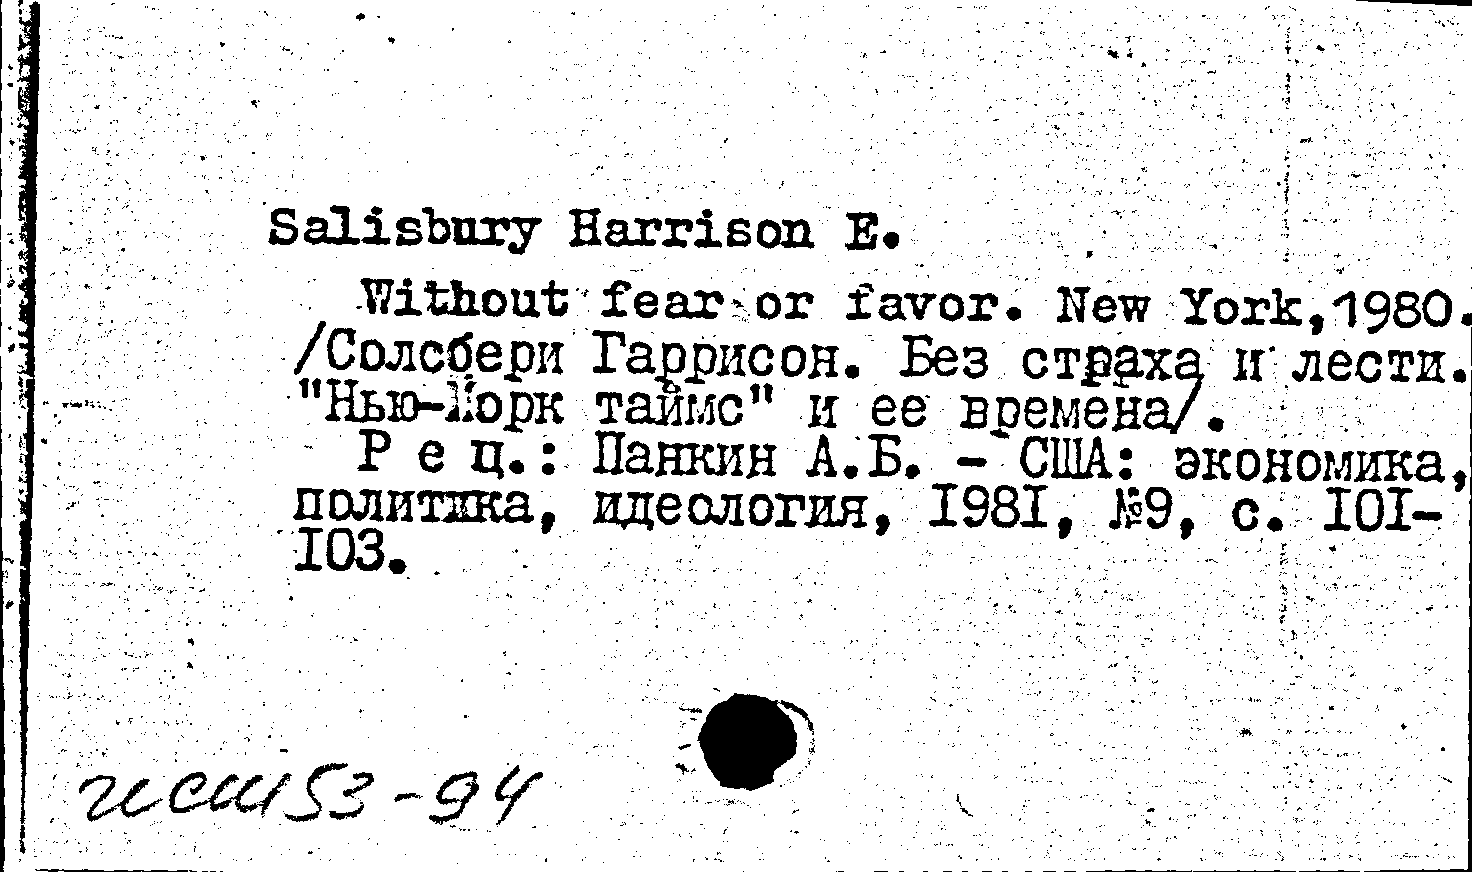 Salisbury Harrison E.
Without fear or favor. New York, 1980.
/Солсбери Гаррисон. Без страха и лести.
"Нью-Йорк таймс" и ее времена/.
Р е ц.: Панкин А.Б. - США: экономика,
политика, идеология, 1981, №9, с. 101-
103.
53-94